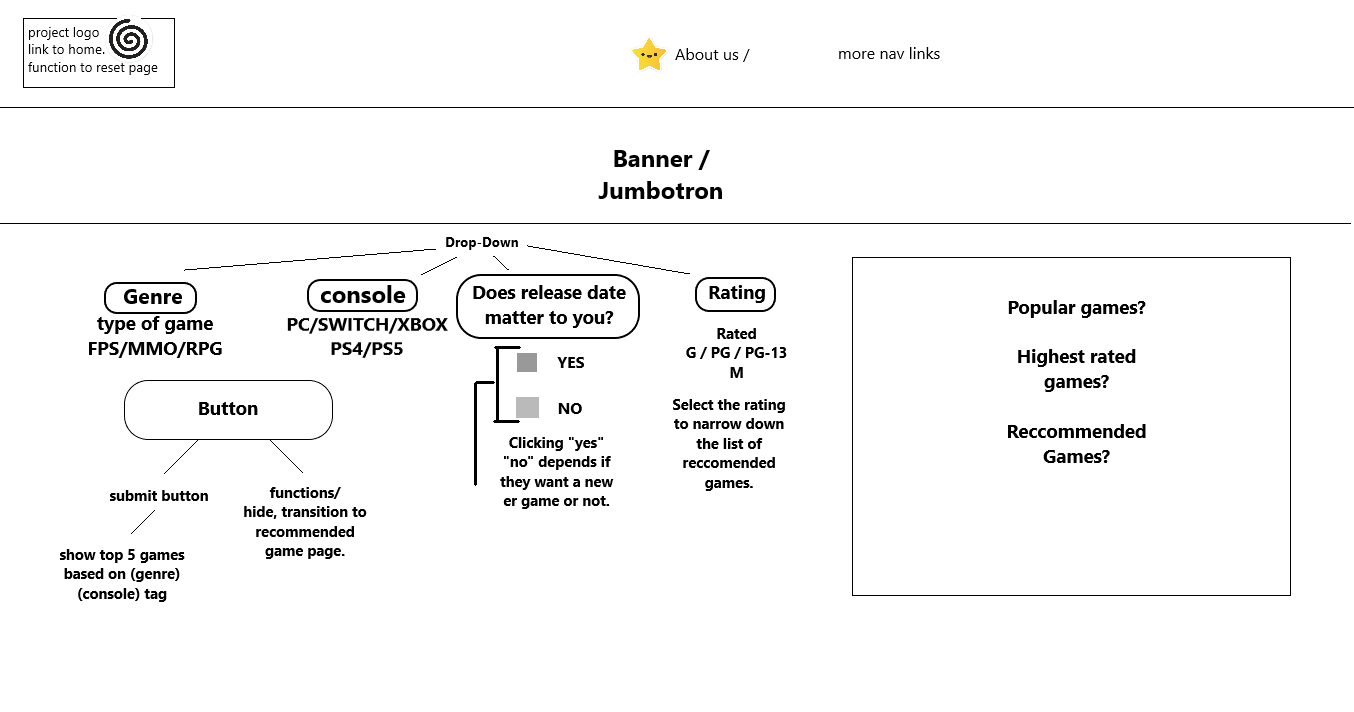 project logo
link to home.
function to reset page
About us /
more nav links
Banner /
Jumbotron
Drop-Down
Genre
type of game
FPS/MMO/RPG
console
PC/SWITCH/XBOX
PS4/PS5
Does release date
matter to you?
YES
NO
Clicking "yes"
"no" depends if
they want a new
er game or not.
Rating
Rated
G / PG / PG-13
M
Select the rating
to narrow down
the list of
reccomended
games.
Button
submit button
show top 5 games
based on (genre)
(console) tag
functions/
hide, transition to
recommended
game page.
Popular games?
Highest rated
games?
Reccommended
Games?